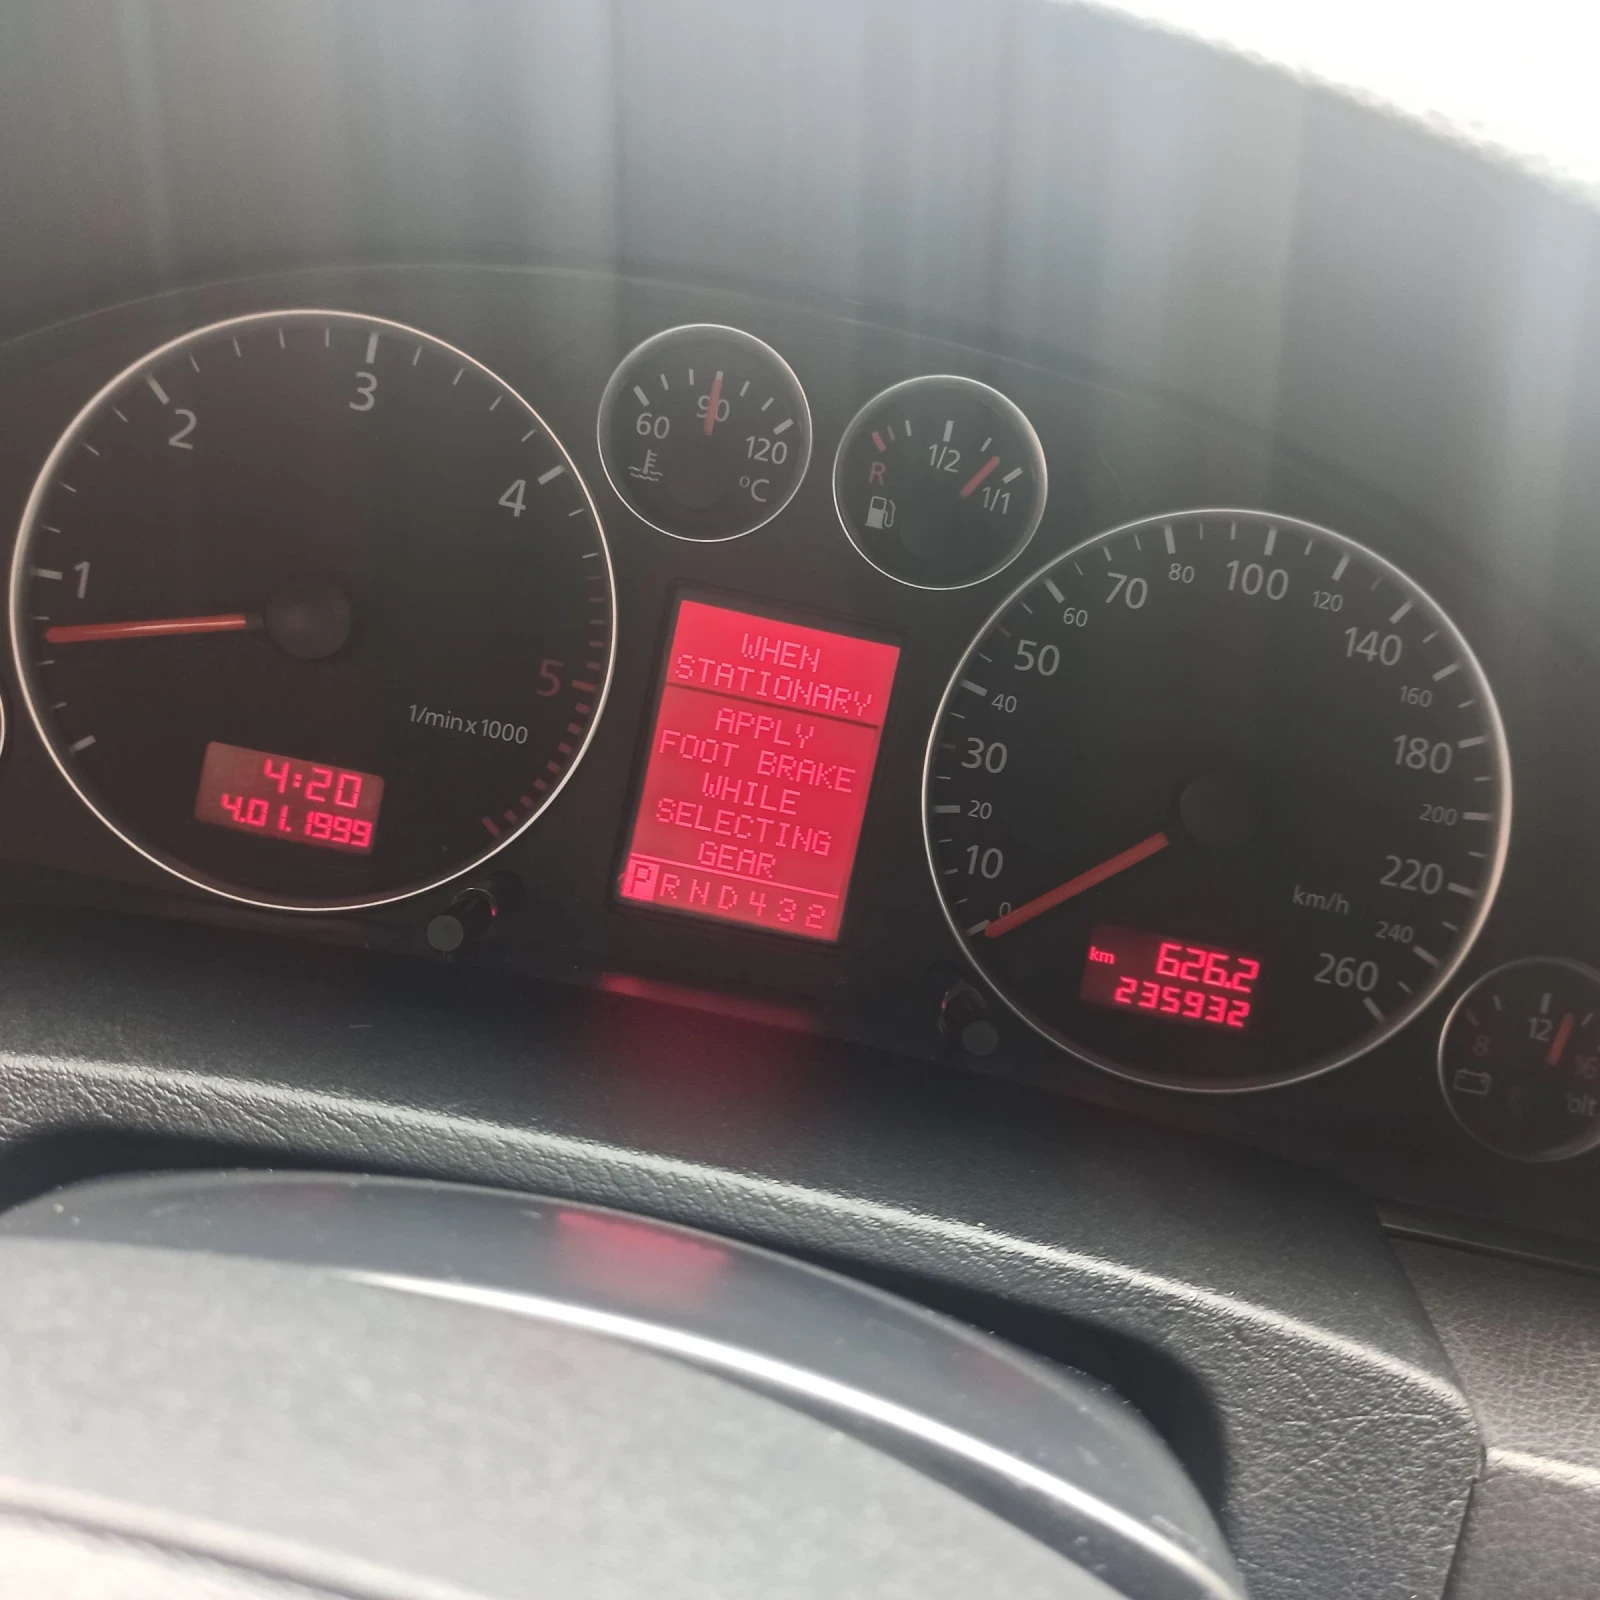 1
2
3
4
5
1/min x 1000
4:20
4.01.1999
60
90
120
°C
R
1/2
1/1
WHEN
STATIONARY
APPLY
FOOT BRAKE
WHILE
SELECTING
GEAR
P R N D 4 3 2
0
10
20
30
40
50
60
70
80
100
120
140
160
180
200
220
240
260
km/h
km 626.2
235932
8
12
16